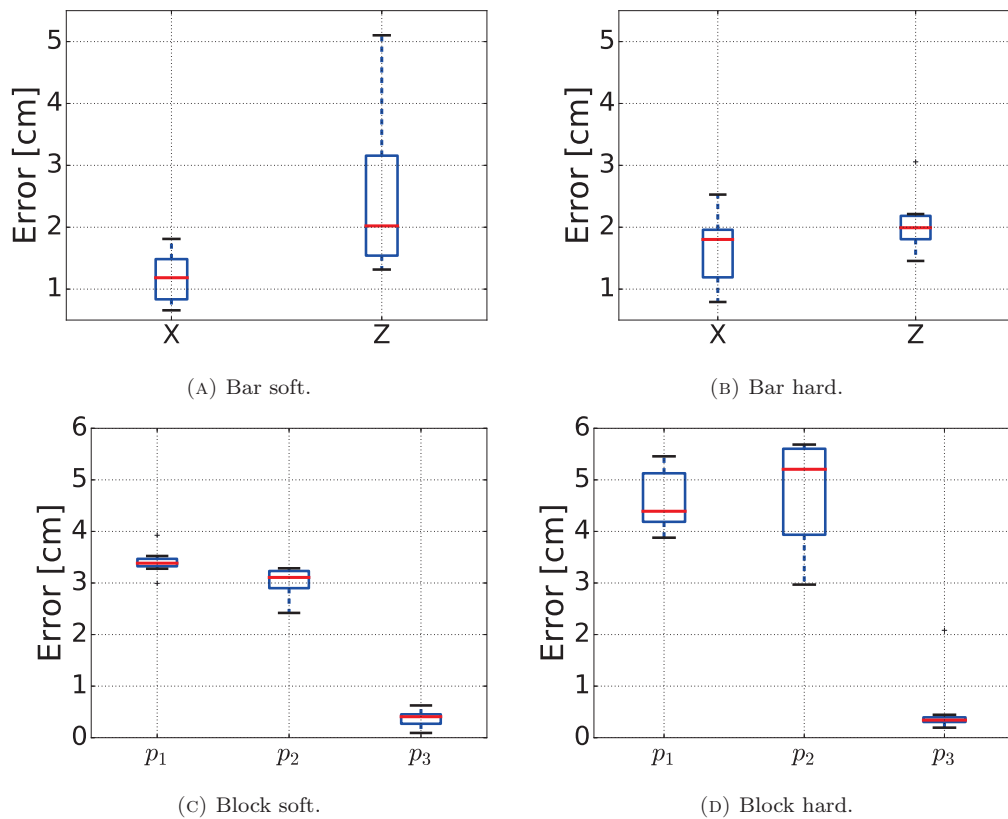 Error [cm]
5
4
3
2
1
X Z
(A) Bar soft.
Error [cm]
5
4
3
2
1
X Z
(B) Bar hard.
Error [cm]
6
5
4
3
2
1
0
p₁ p₂ p₃
(C) Block soft.
Error [cm]
6
5
4
3
2
1
0
p₁ p₂ p₃
(D) Block hard.